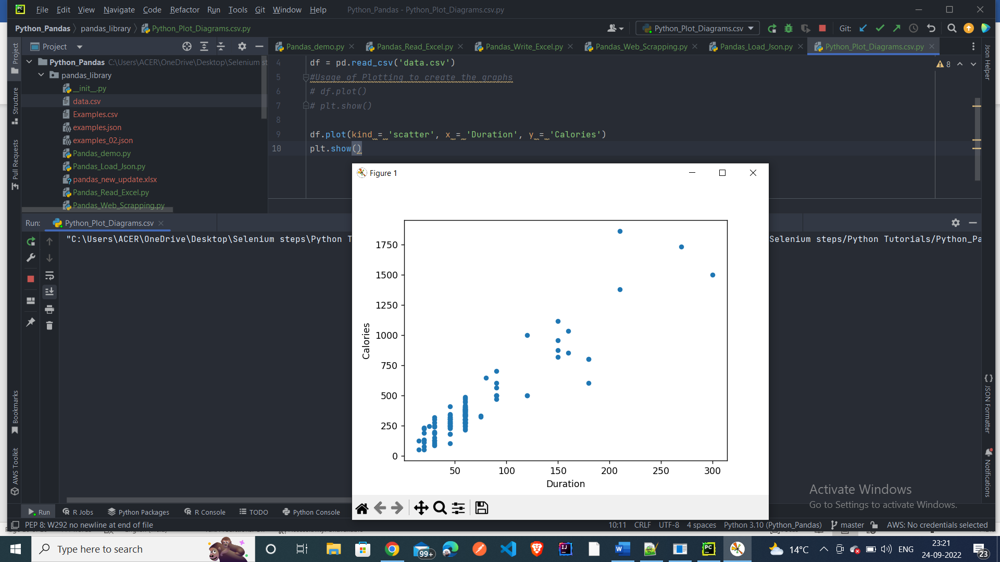 PC File Edit View Navigate Code Refactor Run Tools Git Window Help Python_Pandas - Python_Plot_Diagrams.csv.py
Python_Pandas pandas_library Python_Plot_Diagrams.csv.py Python_Plot_Diagrams.csv Git:
Project Pandas_demo.py Pandas_Read_Excel.py Pandas_Write_Excel.py Pandas_Web_Scrapping.py Pandas_Load_Json.py Python_Plot_Diagrams.csv.py
Python_Pandas C:\Users\ACER\OneDrive\Desktop\Selenium st
pandas_library
__init__.py
data.csv
Examples.csv
examples.json
examples_02.json
Pandas_demo.py
Pandas_Load_Json.py
pandas_new_update.xlsx
Pandas_Read_Excel.py
Pandas_Web_Scrapping.py
4 df = pd.read_csv('data.csv')
5 #Usage of Plotting to create the graphs
6 # df.plot()
7 # plt.show()
8
9 df.plot(kind = 'scatter', x = 'Duration', y = 'Calories')
10 plt.show()
8
Project
Structure
Pull Requests
Bookmarks
AWS Toolkit
Json Helper
JSON Formatter
Notifications
Run: Python_Plot_Diagrams.csv
"C:\Users\ACER\OneDrive\Desktop\Selenium steps\Python T
Selenium steps/Python Tutorials/Python_Pa
Figure 1
1750
1500
1250
1000
750
500
250
0
Calories
50 100 150 200 250 300
Duration
Activate Windows
Go to Settings to activate Windows.
Run R Jobs Python Packages R Console TODO Python Console
PEP 8: W292 no newline at end of file 10:11 CRLF UTF-8 4 spaces Python 3.10 (Python_Pandas) master AWS: No credentials selected
Type here to search 99+ 14°C ENG 23:21
24-09-2022 23